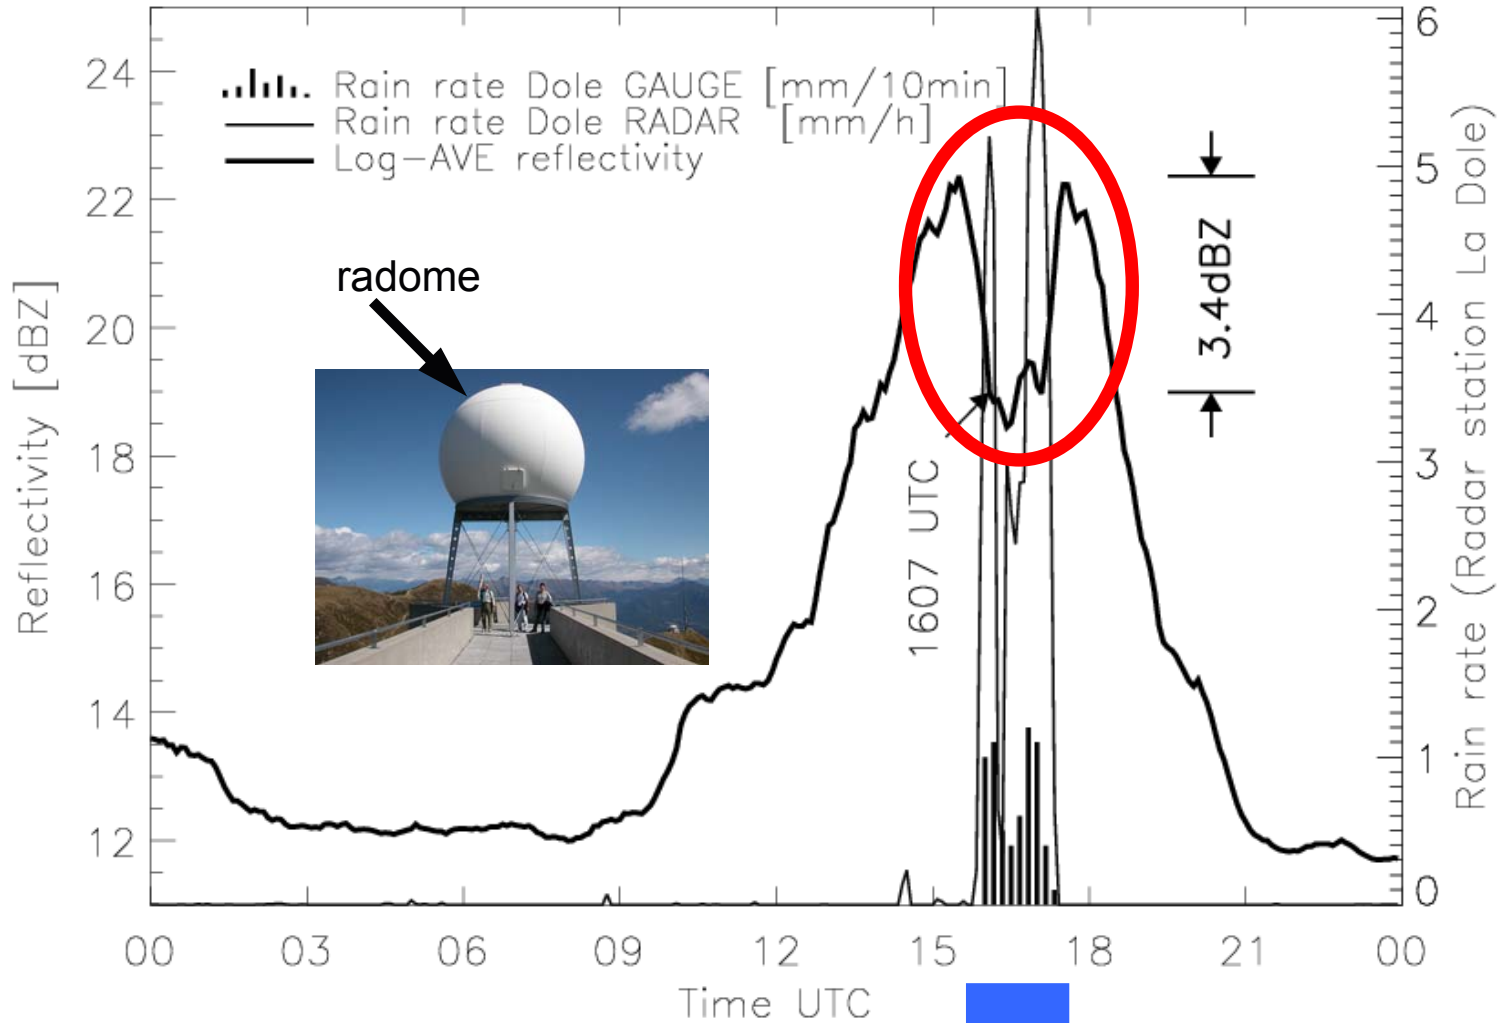 Rain rate Dole GAUGE [mm/10min]
Rain rate Dole RADAR [mm/h]
Log-AVE reflectivity
radome
3.4dBZ
1607 UTC
Reflectivity [dBZ]
24
22
20
18
16
14
12
6
5
4
3
2
1
0
Rain rate (Radar station La Dole)
00 03 06 09 12 15 18 21 00
Time UTC